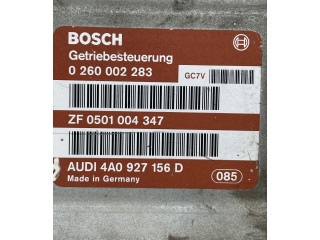 BOSCH
Getriebesteuerung
0 260 002 283
GC7V
ZF 0501 004 347
AUDI 4A0 927 156 D
Made in Germany
085